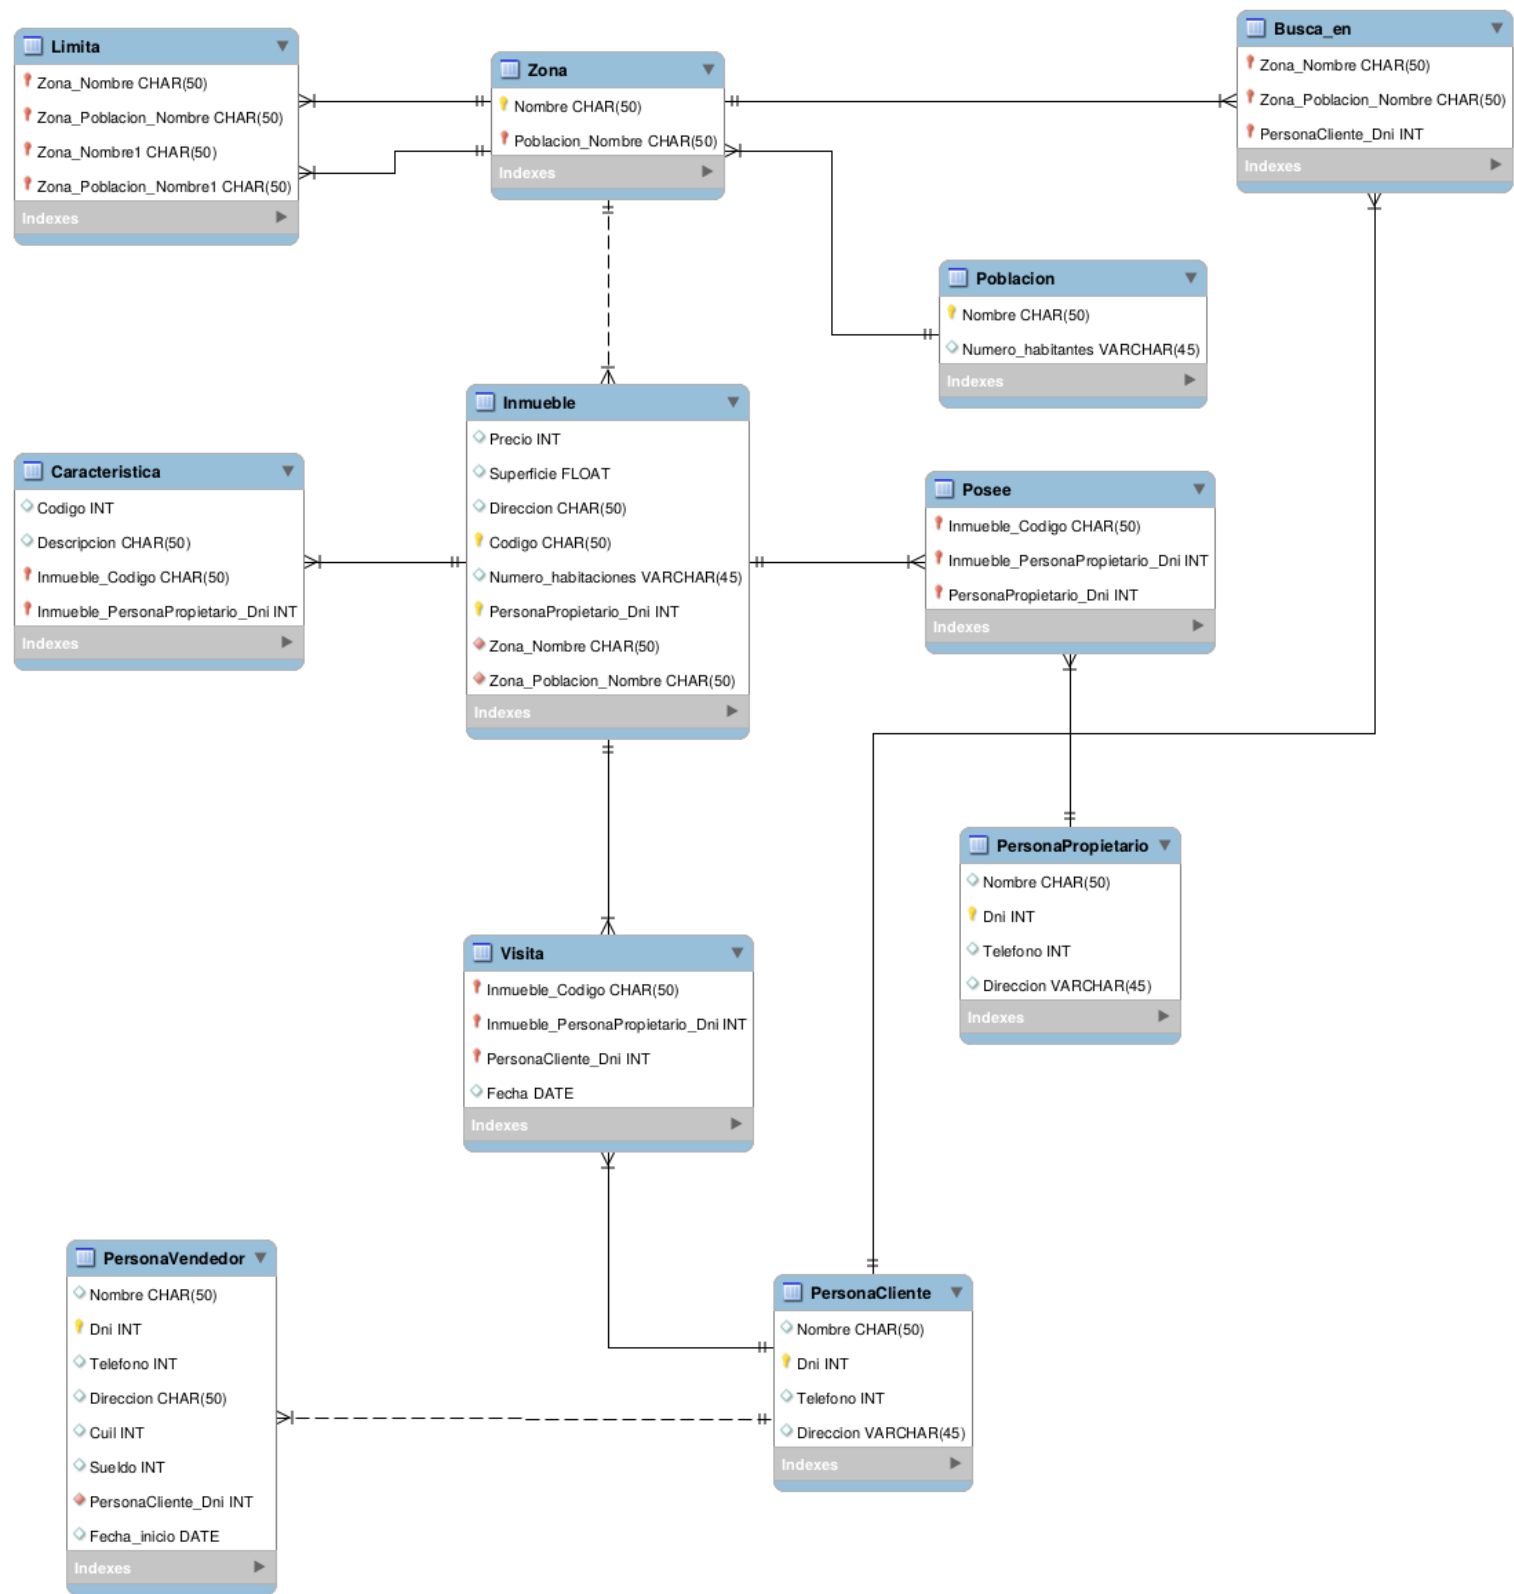 Limita
Zona_Nombre CHAR(50)
Zona_Poblacion_Nombre CHAR(50)
Zona_Nombre1 CHAR(50)
Zona_Poblacion_Nombre1 CHAR(50)
Indexes
Zona
Nombre CHAR(50)
Poblacion_Nombre CHAR(50)
Indexes
Busca_en
Zona_Nombre CHAR(50)
Zona_Poblacion_Nombre CHAR(50)
PersonaCliente_Dni INT
Indexes
Poblacion
Nombre CHAR(50)
Numero_habitantes VARCHAR(45)
Indexes
Inmueble
Precio INT
Superficie FLOAT
Direccion CHAR(50)
Codigo CHAR(50)
Numero_habitaciones VARCHAR(45)
PersonaPropietario_Dni INT
Zona_Nombre CHAR(50)
Zona_Poblacion_Nombre CHAR(50)
Indexes
Caracteristica
Codigo INT
Descripcion CHAR(50)
Inmueble_Codigo CHAR(50)
Inmueble_PersonaPropietario_Dni INT
Indexes
Posee
Inmueble_Codigo CHAR(50)
Inmueble_PersonaPropietario_Dni INT
PersonaPropietario_Dni INT
Indexes
PersonaPropietario
Nombre CHAR(50)
Dni INT
Telefono INT
Direccion VARCHAR(45)
Indexes
Visita
Inmueble_Codigo CHAR(50)
Inmueble_PersonaPropietario_Dni INT
PersonaCliente_Dni INT
Fecha DATE
Indexes
PersonaVendedor
Nombre CHAR(50)
Dni INT
Telefono INT
Direccion CHAR(50)
Cuil INT
Sueldo INT
PersonaCliente_Dni INT
Fecha_inicio DATE
Indexes
PersonaCliente
Nombre CHAR(50)
Dni INT
Telefono INT
Direccion VARCHAR(45)
Indexes